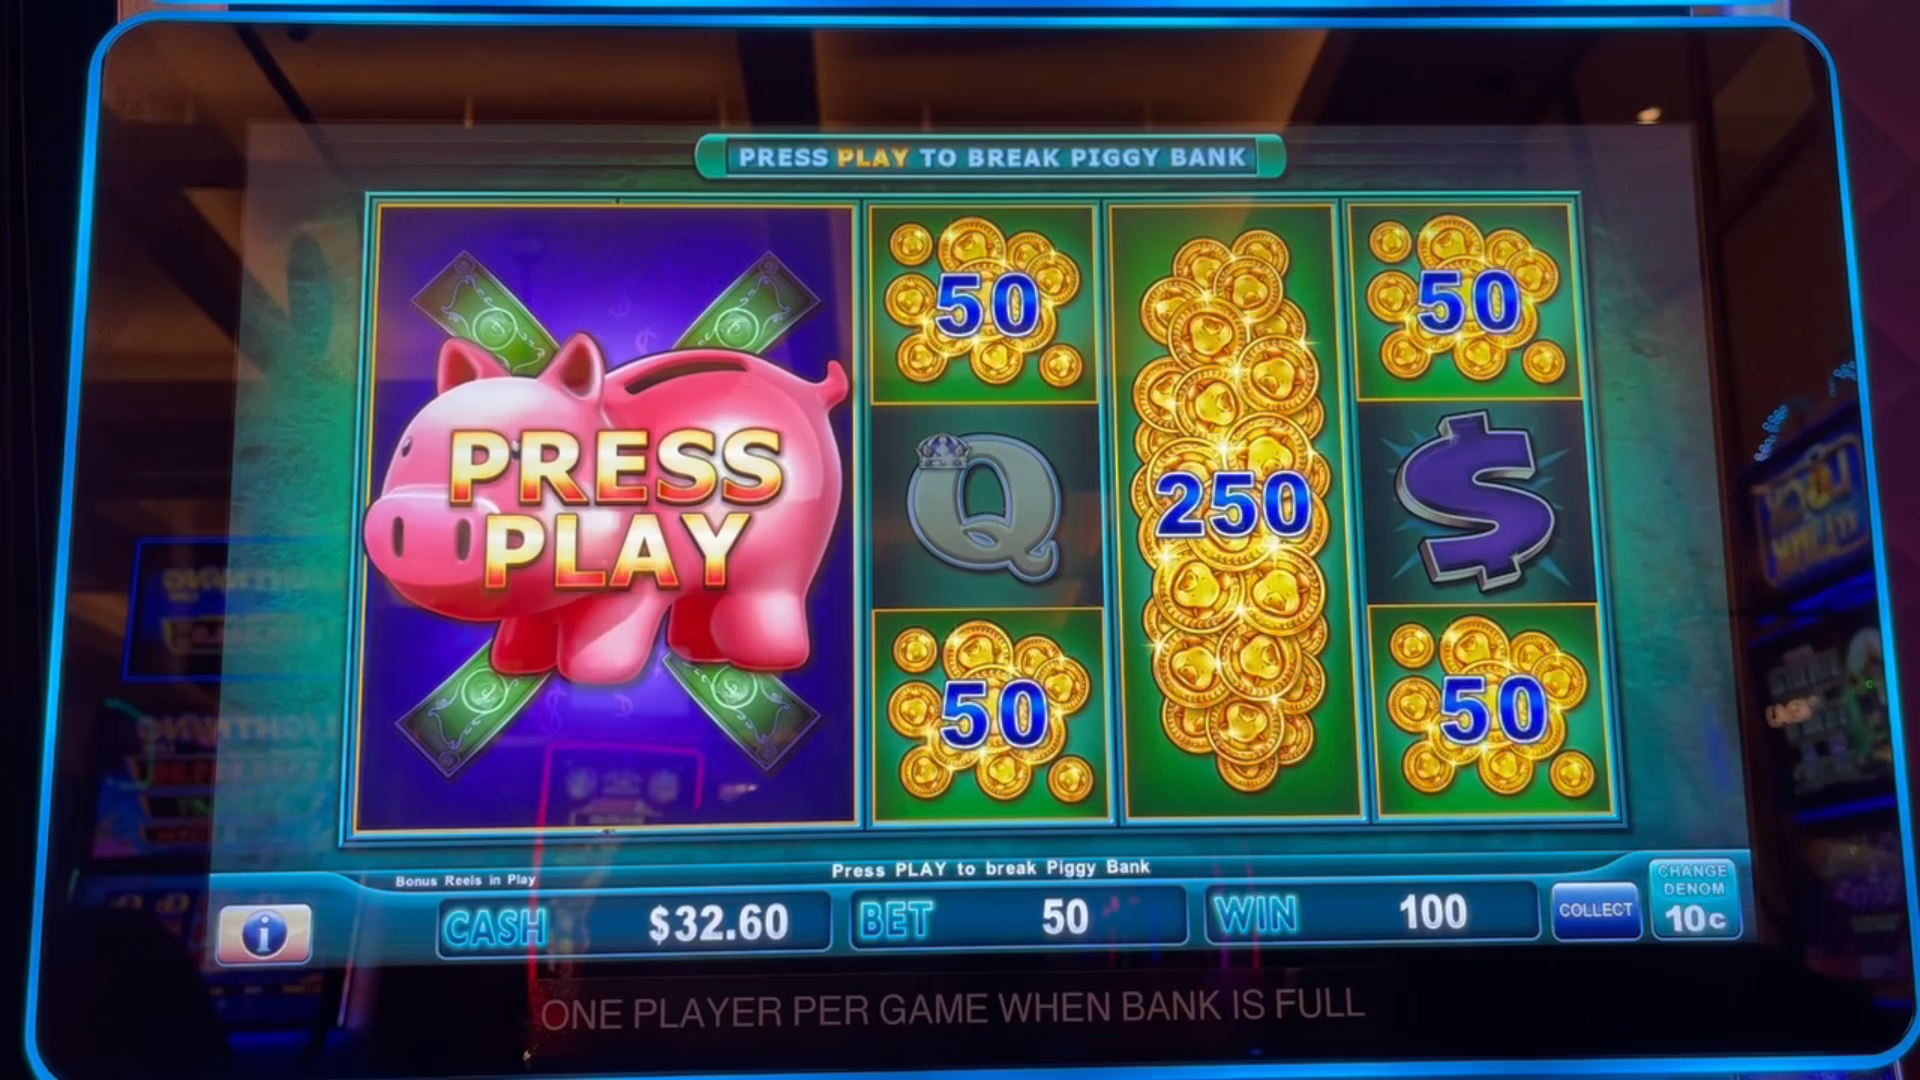 PRESS PLAY TO BREAK PIGGY BANK
50
50
PRESS
PLAY
Q
250
$
50
50
Press PLAY to break Piggy Bank
Bonus Reels in Play
CASH $32.60
BET 50
WIN 100
COLLECT
CHANGE
DENOM
10c
i
ONE PLAYER PER GAME WHEN BANK IS FULL